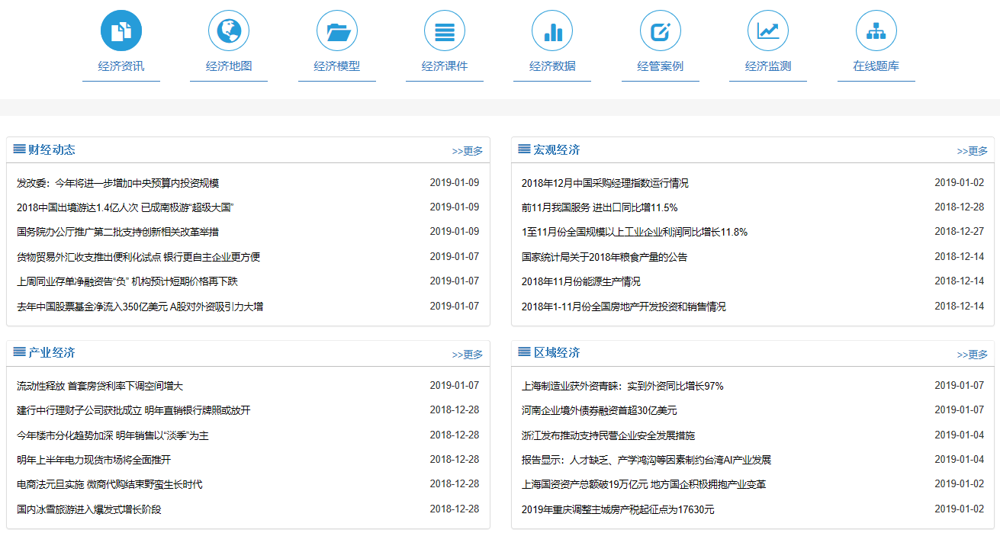 经济资讯 经济地图 经济模型 经济课件 经济数据 经管案例 经济监测 在线题库
财经动态 >>更多
发改委：今年将进一步增加中央预算内投资规模 2019-01-09
2018中国出境游达1.4亿人次 已成南极游“超级大国” 2019-01-09
国务院办公厅推广第二批支持创新相关改革举措 2019-01-09
货物贸易外汇收支推出便利化试点 银行更自主企业更方便 2019-01-07
上周同业存单净融资告“负” 机构预计短期价格再下跌 2019-01-07
去年中国股票基金净流入350亿美元 A股对外资吸引力大增 2019-01-07
宏观经济 >>更多
2018年12月中国采购经理指数运行情况 2019-01-02
前11月我国服务 进出口同比增11.5% 2018-12-28
1至11月份全国规模以上工业企业利润同比增长11.8% 2018-12-27
国家统计局关于2018年粮食产量的公告 2018-12-14
2018年11月份能源生产情况 2018-12-14
2018年1-11月份全国房地产开发投资和销售情况 2018-12-14
产业经济 >>更多
流动性释放 首套房贷利率下调空间增大 2019-01-07
建行中行理财子公司获批成立 明年直销银行牌照或放开 2018-12-28
今年楼市分化趋势加深 明年销售以“淡季”为主 2018-12-28
明年上半年电力现货市场将全面推开 2018-12-28
电商法元旦实施 微商代购结束野蛮生长时代 2018-12-28
国内冰雪旅游进入爆发式增长阶段 2018-12-28
区域经济 >>更多
上海制造业获外资青睐：实到外资同比增长97% 2019-01-07
河南企业境外债券融资首超30亿美元 2019-01-07
浙江发布推动支持民营企业安全发展措施 2019-01-04
报告显示：人才缺乏、产学鸿沟等因素制约台湾AI产业发展 2019-01-04
上海国资资产总额破19万亿元 地方国企积极拥抱产业变革 2019-01-02
2019年重庆调整主城房产税起征点为17630元 2019-01-02